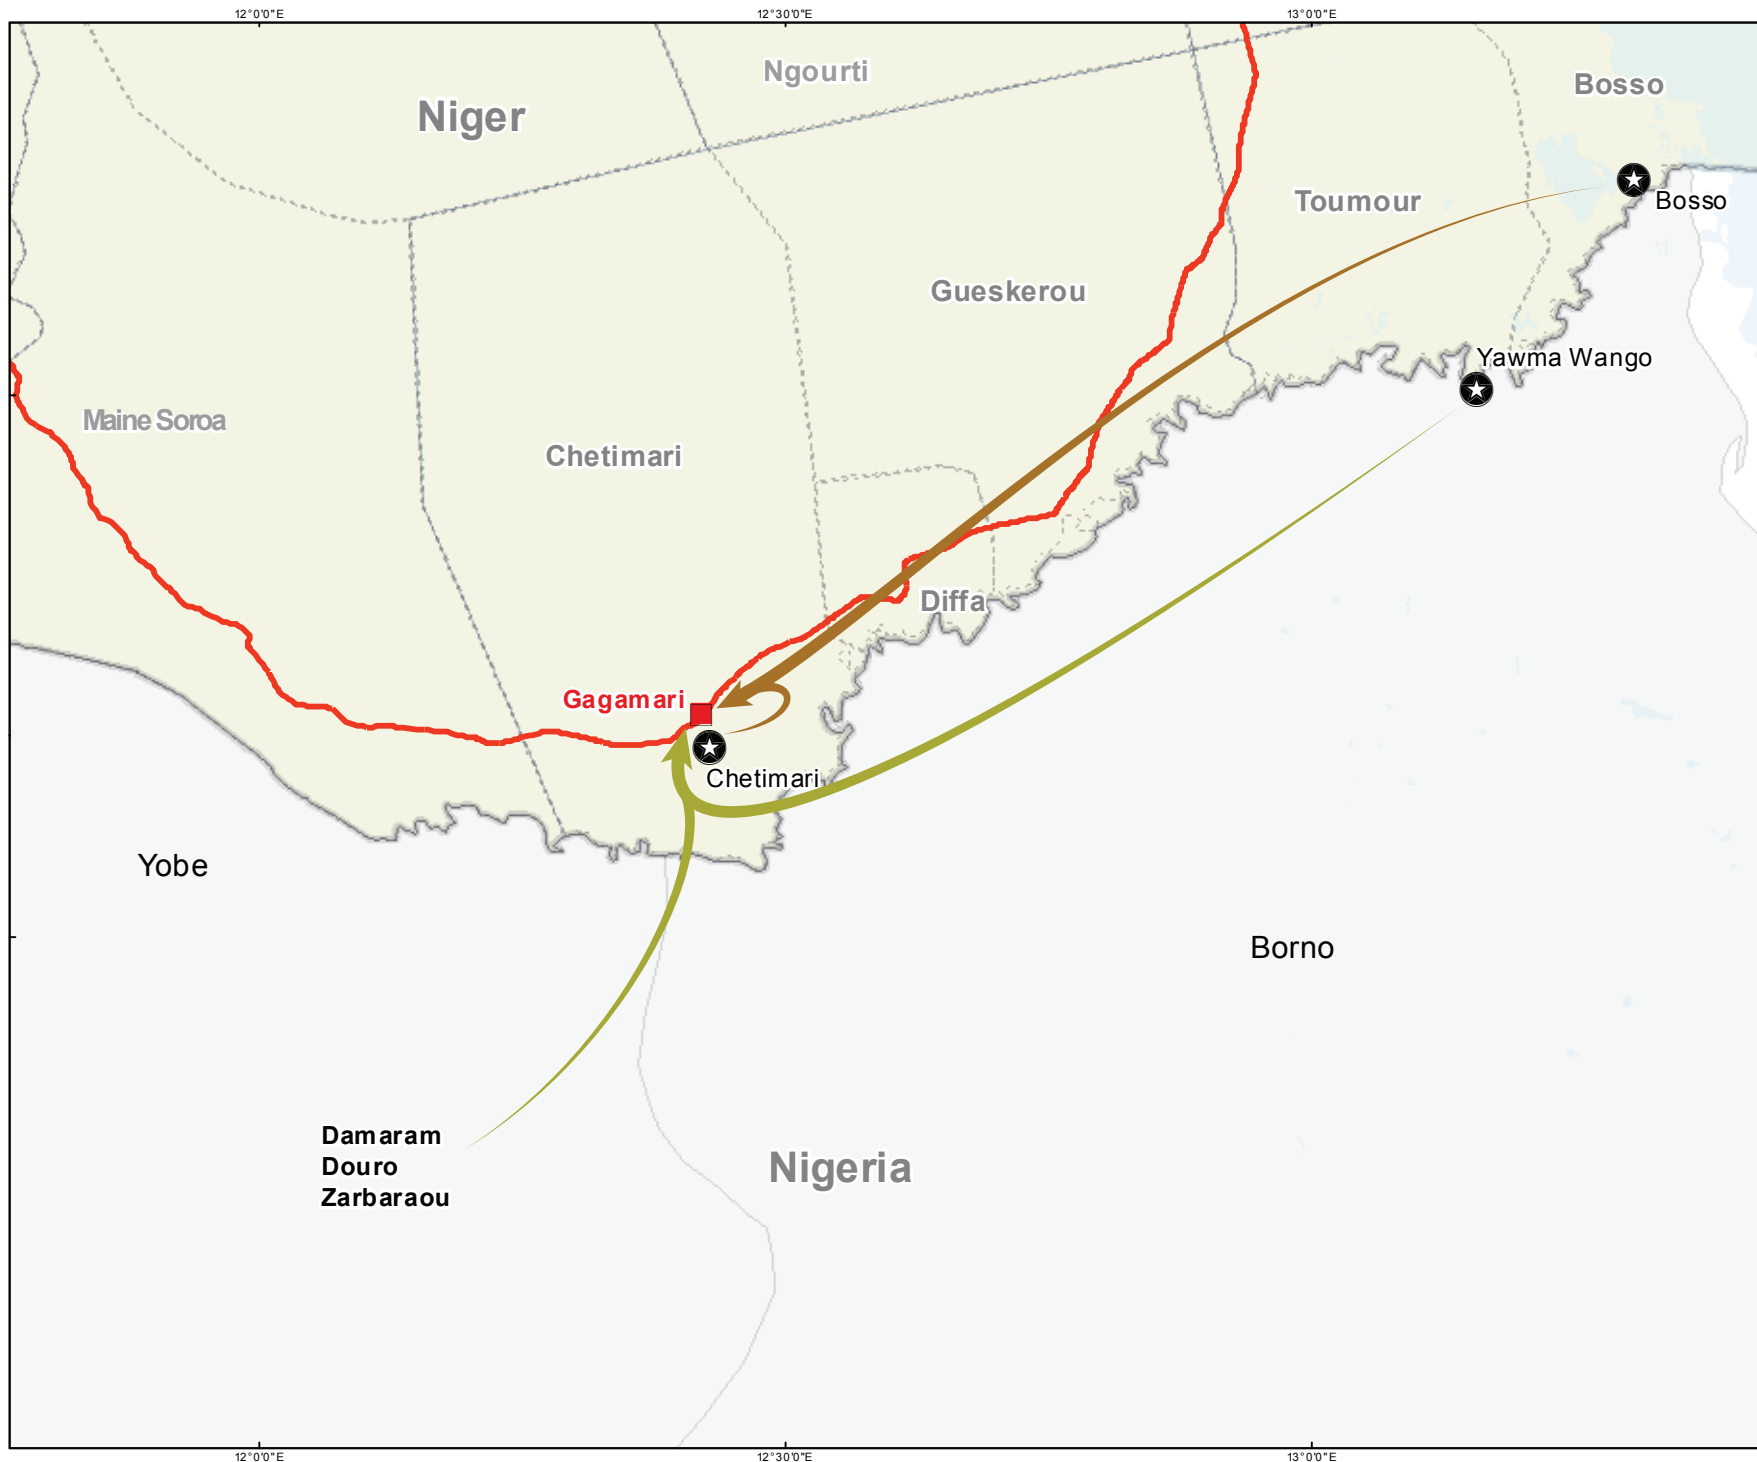 12°0'0"E
12°30'0"E
13°0'0"E
Ngourti
Bosso
Niger
Toumour
Bosso
Gueskerou
Yawma Wango
Maine Soroa
Chetimari
Diffa
Gagamari
Chetimari
Yobe
Borno
Damaram
Douro
Zarbaraou
Nigeria
12°0'0"E
12°30'0"E
13°0'0"E